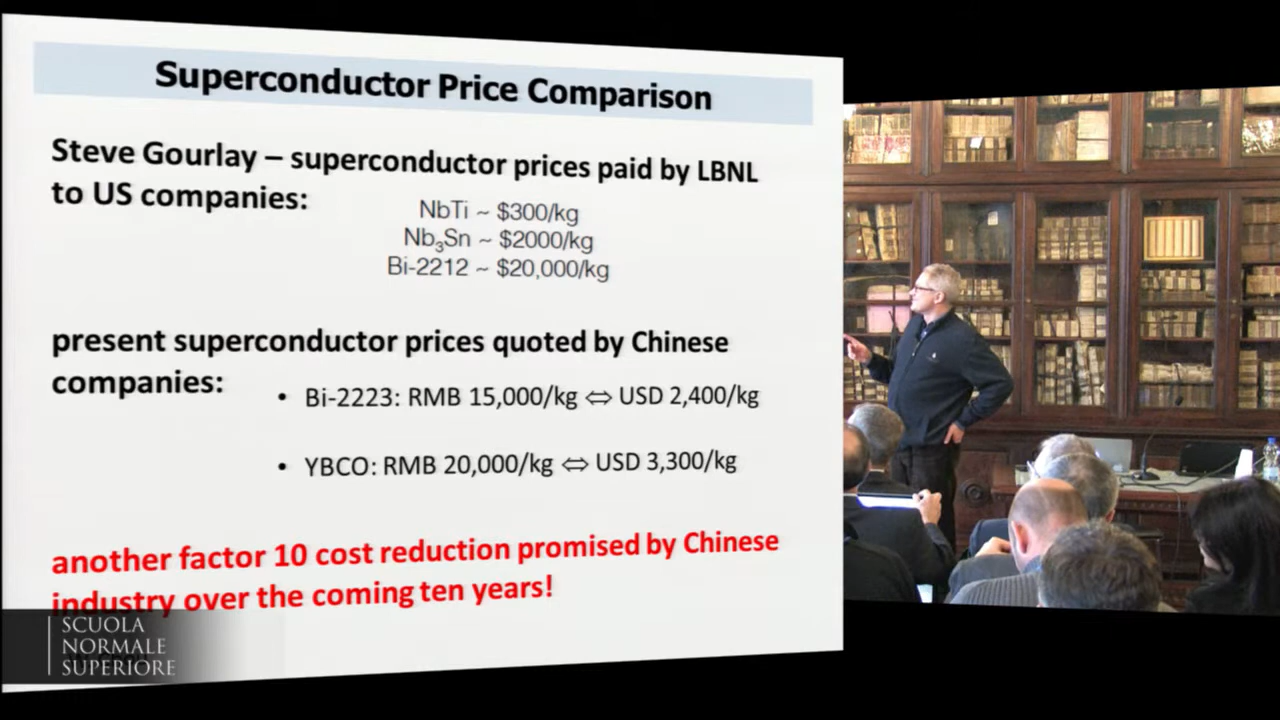 Superconductor Price Comparison
Steve Gourlay – superconductor prices paid by LBNL
to US companies:
NbTi ~ $300/kg
Nb₃Sn ~ $2000/kg
Bi-2212 ~ $20,000/kg
present superconductor prices quoted by Chinese
companies:
• Bi-2223: RMB 15,000/kg ⇔ USD 2,400/kg
• YBCO: RMB 20,000/kg ⇔ USD 3,300/kg
another factor 10 cost reduction promised by Chinese
industry over the coming ten years!
SCUOLA
NORMALE
SUPERIORE